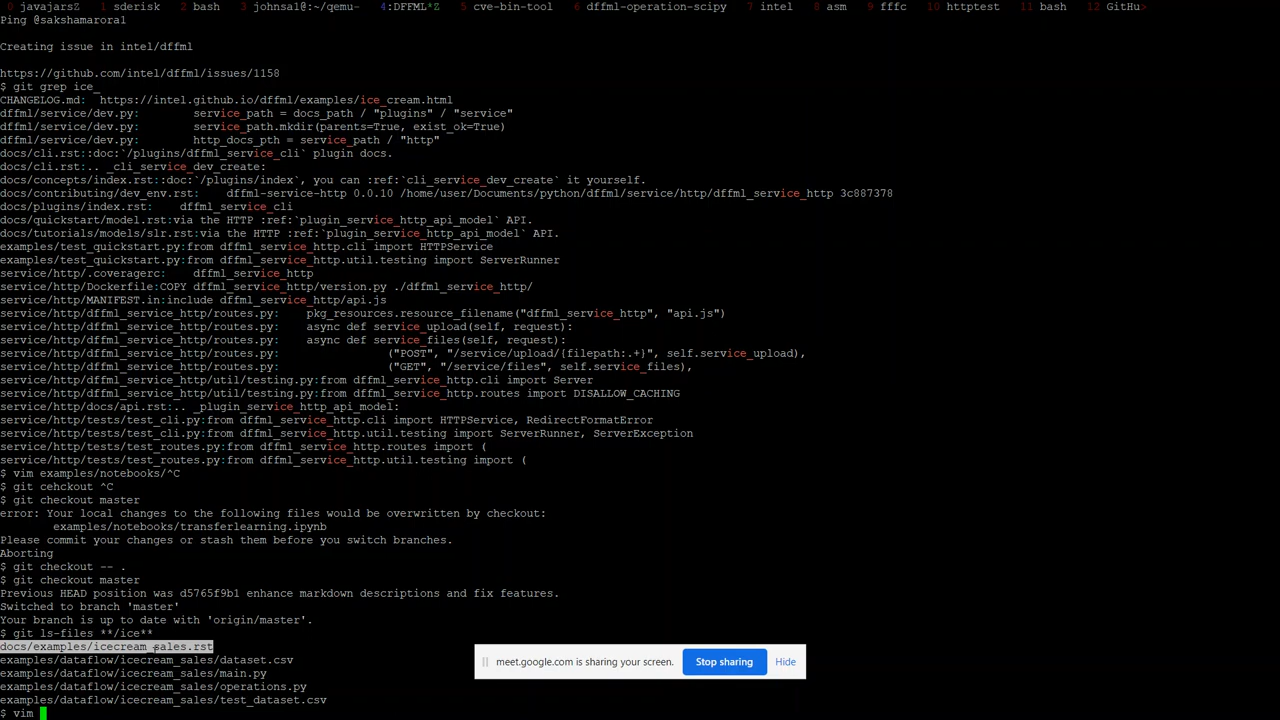 0 javajarsZ  1 sderisk  2 bash  3 johnsal@:~/qemu-  4:DFFML*Z  5 cve-bin-tool  6 dffml-operation-scipy  7 intel  8 asm  9 fffc  10 httptest  11 bash  12 GitHu>
Ping @sakshamaroral
Creating issue in intel/dffml
https://github.com/intel/dffml/issues/1158
$ git grep ice_
CHANGELOG.md:  https://intel.github.io/dffml/examples/ice_cream.html
dffml/service/dev.py:        service_path = docs_path / "plugins" / "service"
dffml/service/dev.py:        service_path.mkdir(parents=True, exist_ok=True)
dffml/service/dev.py:        http_docs_pth = service_path / "http"
docs/cli.rst::doc:`/plugins/dffml_service_cli` plugin docs.
docs/cli.rst:.. _cli_service_dev_create:
docs/concepts/index.rst::doc:`/plugins/index`, you can :ref:`cli_service_dev_create` it yourself.
docs/contributing/dev_env.rst:    dffml-service-http 0.0.10 /home/user/Documents/python/dffml/service/http/dffml_service_http 3c887378
docs/plugins/index.rst:    dffml_service_cli
docs/quickstart/model.rst:via the HTTP :ref:`plugin_service_http_api_model` API.
docs/tutorials/models/slr.rst:via the HTTP :ref:`plugin_service_http_api_model` API.
examples/test_quickstart.py:from dffml_service_http.cli import HTTPService
examples/test_quickstart.py:from dffml_service_http.util.testing import ServerRunner
service/http/.coveragerc:    dffml_service_http
service/http/Dockerfile:COPY dffml_service_http/version.py ./dffml_service_http/
service/http/MANIFEST.in:include dffml_service_http/api.js
service/http/dffml_service_http/routes.py:    pkg_resources.resource_filename("dffml_service_http", "api.js")
service/http/dffml_service_http/routes.py:    async def service_upload(self, request):
service/http/dffml_service_http/routes.py:    async def service_files(self, request):
service/http/dffml_service_http/routes.py:                ("POST", "/service/upload/{filepath:.+}", self.service_upload),
service/http/dffml_service_http/routes.py:                ("GET", "/service/files", self.service_files),
service/http/dffml_service_http/util/testing.py:from dffml_service_http.cli import Server
service/http/dffml_service_http/util/testing.py:from dffml_service_http.routes import DISALLOW_CACHING
service/http/docs/api.rst:.. _plugin_service_http_api_model:
service/http/tests/test_cli.py:from dffml_service_http.cli import HTTPService, RedirectFormatError
service/http/tests/test_cli.py:from dffml_service_http.util.testing import ServerRunner, ServerException
service/http/tests/test_routes.py:from dffml_service_http.routes import (
service/http/tests/test_routes.py:from dffml_service_http.util.testing import (
$ vim examples/notebooks/^C
$ git cehckout ^C
$ git checkout master
error: Your local changes to the following files would be overwritten by checkout:
        examples/notebooks/transferlearning.ipynb
Please commit your changes or stash them before you switch branches.
Aborting
$ git checkout -- .
$ git checkout master
Previous HEAD position was d5765f9b1 enhance markdown descriptions and fix features.
Switched to branch 'master'
Your branch is up to date with 'origin/master'.
$ git ls-files **/ice**
docs/examples/icecream_sales.rst
examples/dataflow/icecream_sales/dataset.csv
meet.google.com is sharing your screen. Stop sharing Hide
examples/dataflow/icecream_sales/main.py
examples/dataflow/icecream_sales/operations.py
examples/dataflow/icecream_sales/test_dataset.csv
$ vim